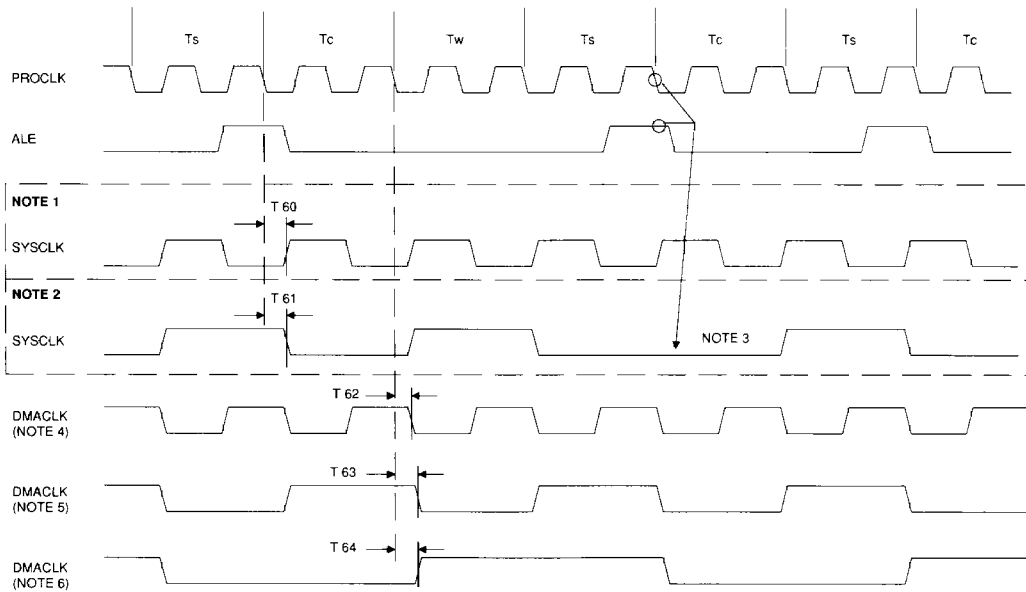 Ts Tc Tw Ts Tc Ts Tc
PROCLK
ALE
NOTE 1
T 60
SYSCLK
NOTE 2
T 61
SYSCLK
NOTE 3
T 62
DMACLK
(NOTE 4)
T 63
DMACLK
(NOTE 5)
T 64
DMACLK
(NOTE 6)